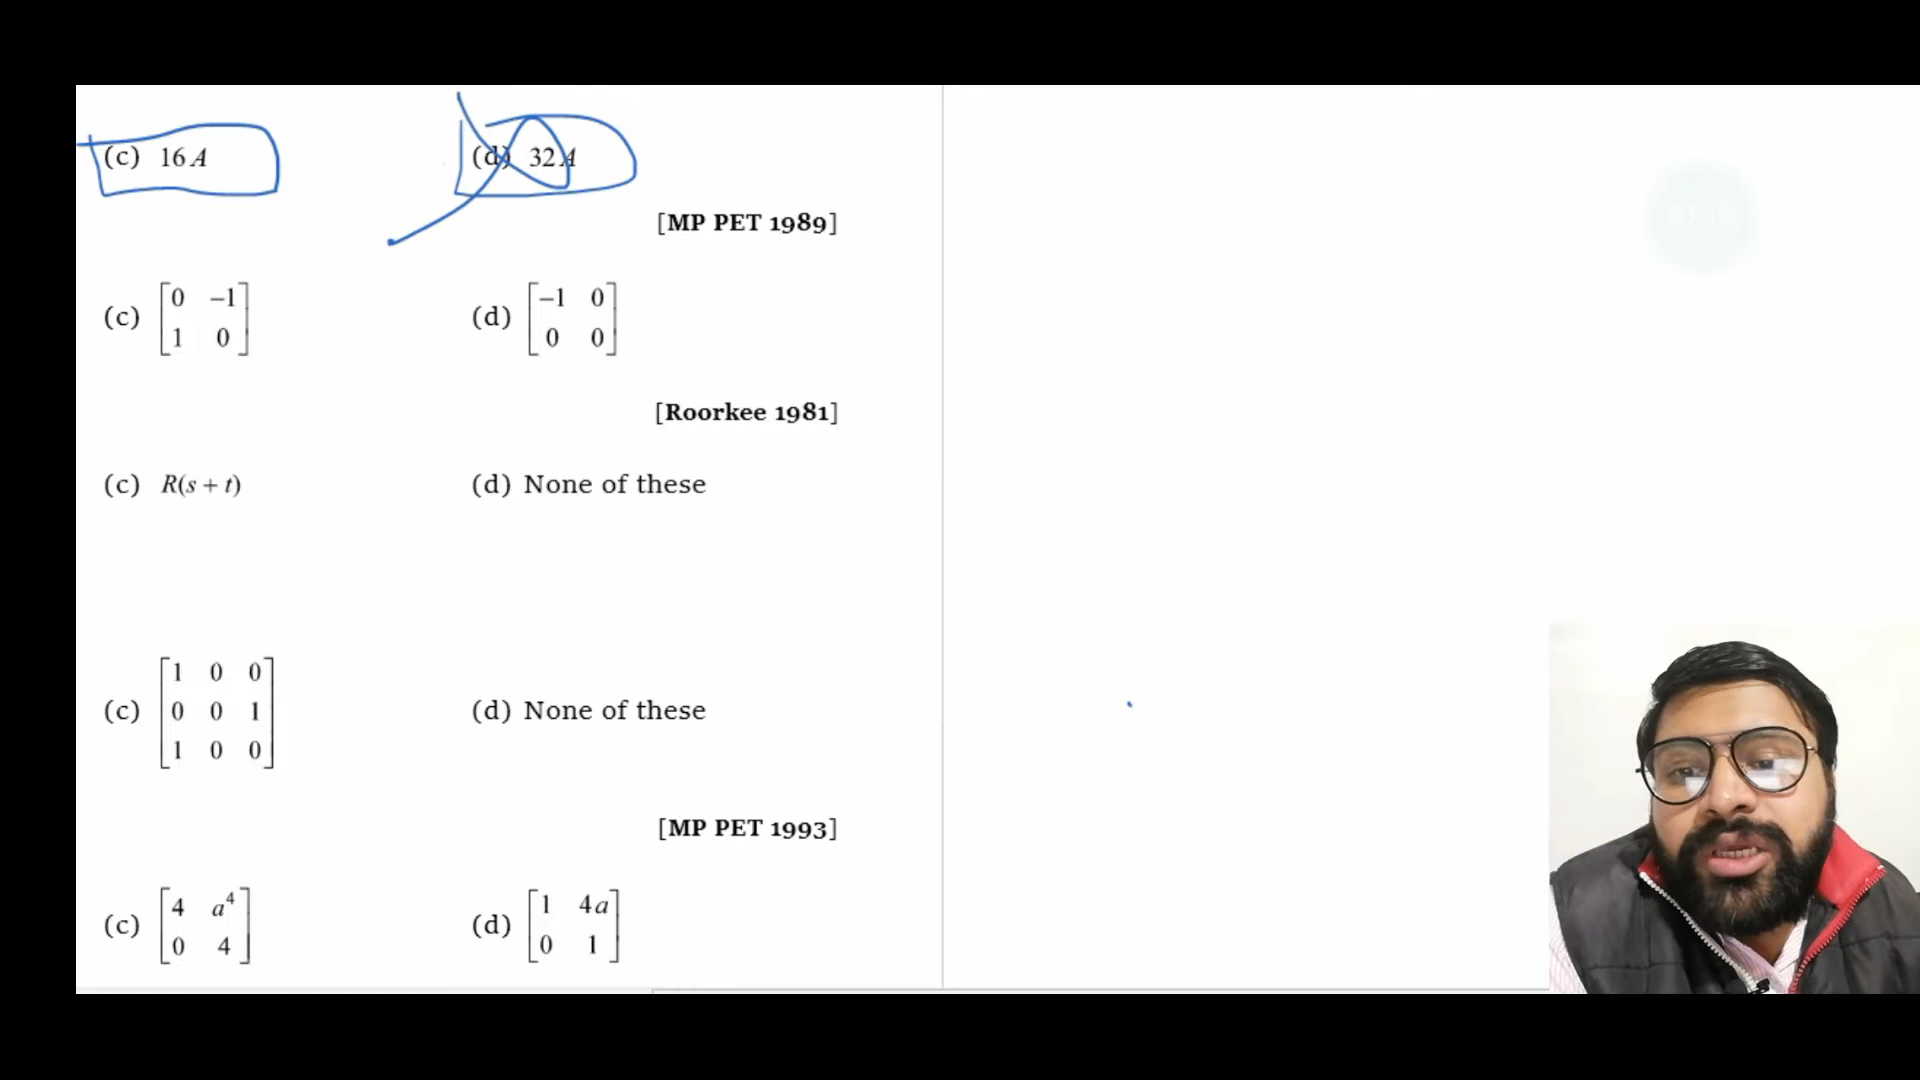 (c) 16A (d) 32A
[MP PET 1989]
(c) [0 −1 (d) [−1 0
1 0] 0 0]
[Roorkee 1981]
(c) R(s + t) (d) None of these
(c) [1 0 0
0 0 1 (d) None of these
1 0 0]
[MP PET 1993]
(c) [4 a⁴ (d) [1 4a
0 4] 0 1]